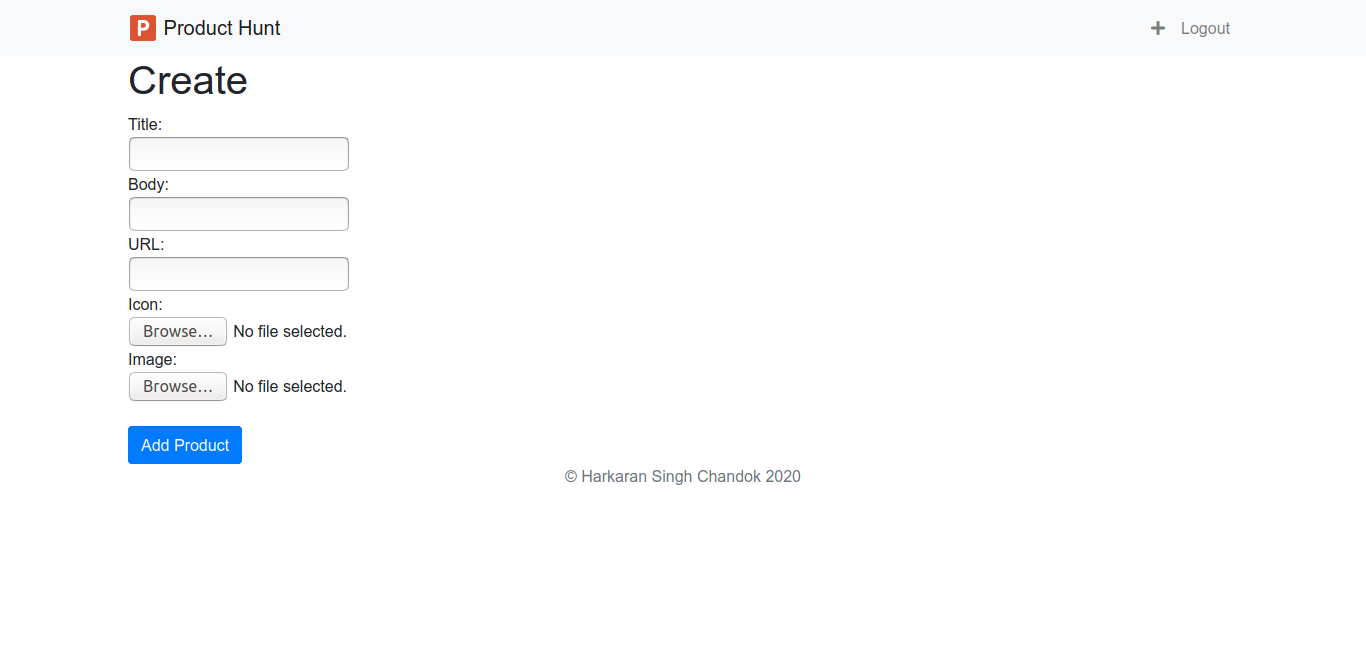 P Product Hunt
+ Logout
Create
Title:
Body:
URL:
Icon:
Browse... No file selected.
Image:
Browse... No file selected.
Add Product
© Harkaran Singh Chandok 2020